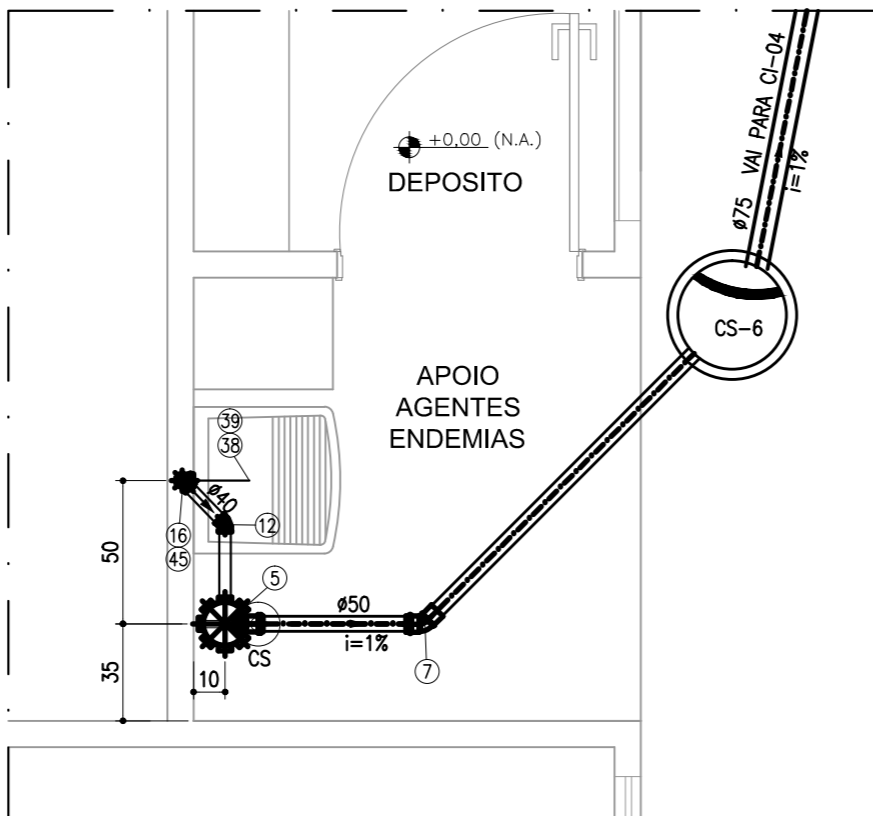 +0,00 (N.A.)
DEPOSITO
ø75 VAI PARA CI-04
i=1%
CS-6
APOIO
AGENTES
ENDEMIAS
39
38
ø40
16
45
12
50
5
ø50
i=1%
CS
7
35
10